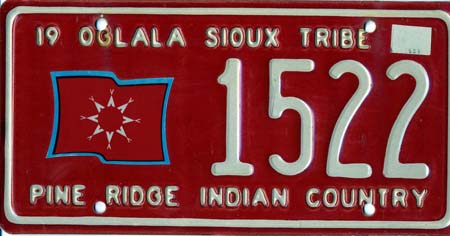 19 OGLALA SIOUX TRIBE
1522
PINE RIDGE INDIAN COUNTRY